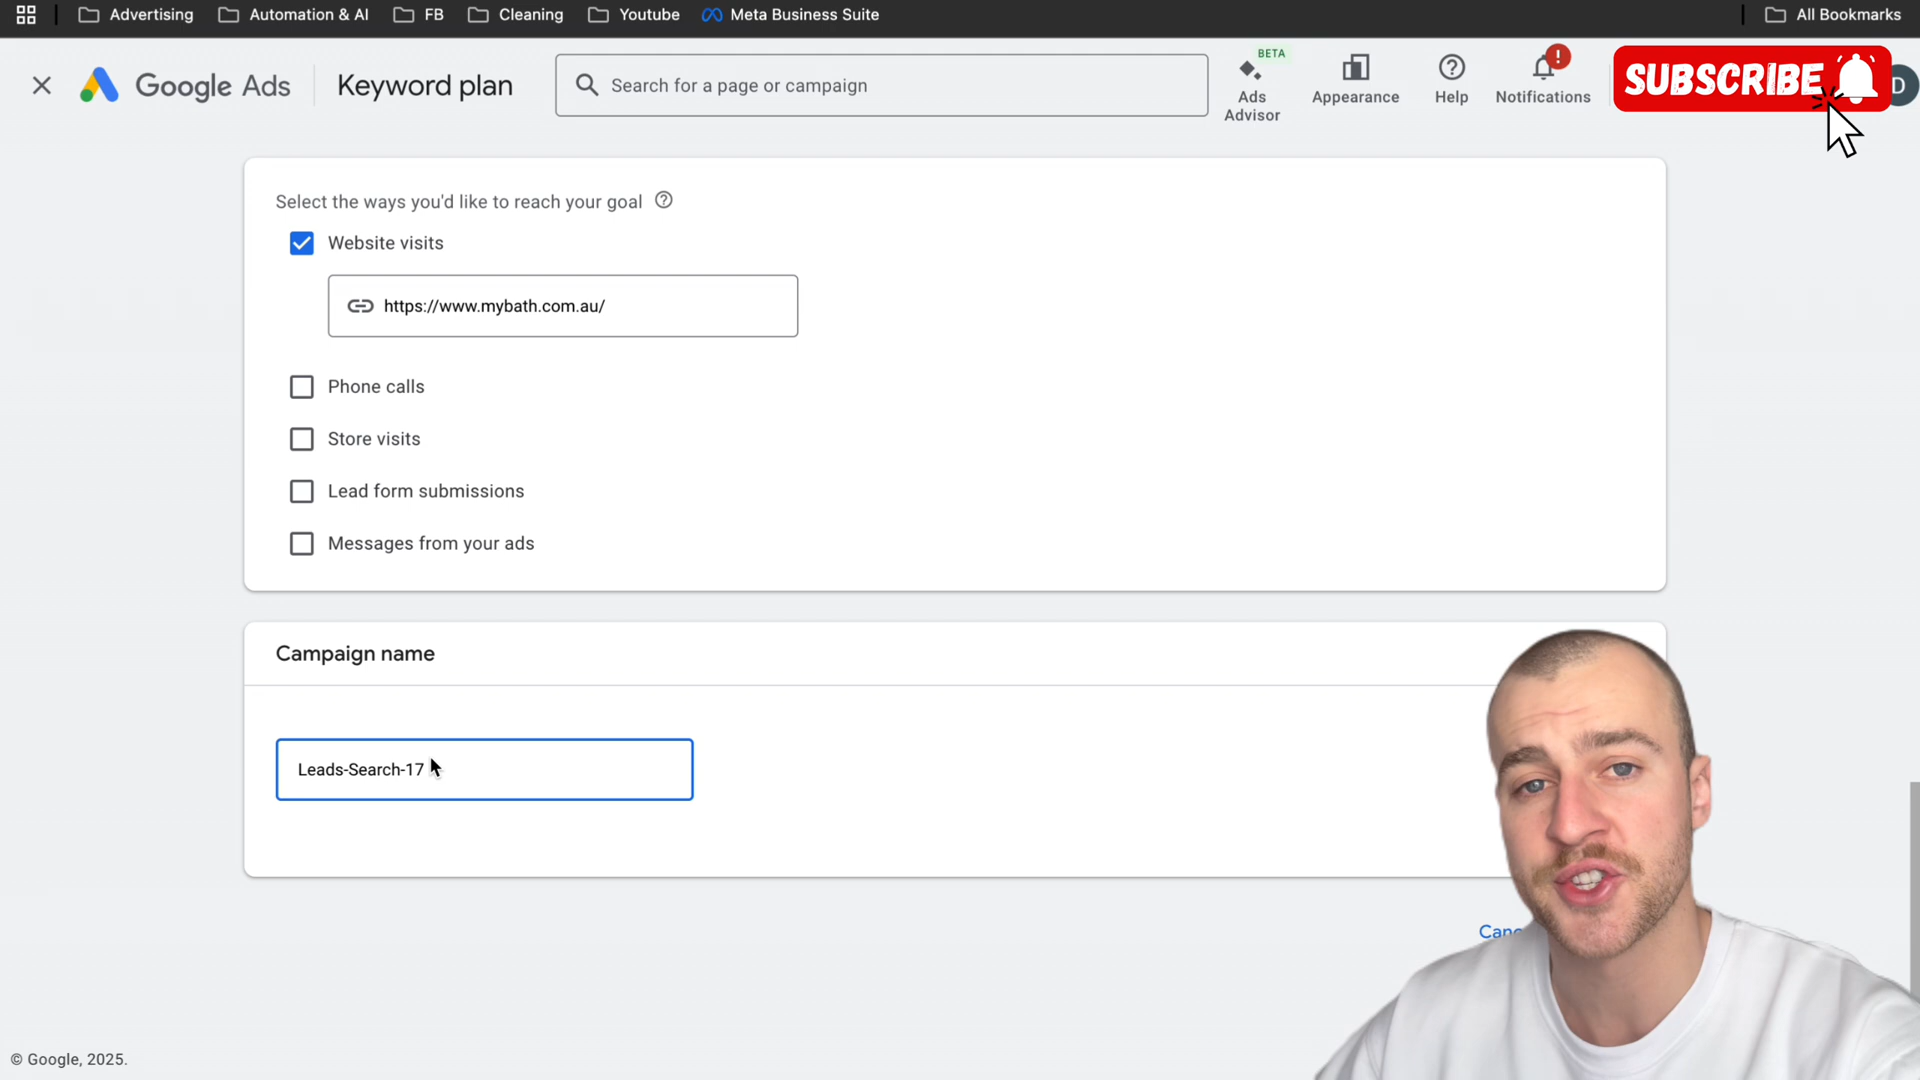 Advertising Automation & AI FB Cleaning Youtube Meta Business Suite All Bookmarks
Google Ads Keyword plan Search for a page or campaign
BETA
Ads Advisor
Appearance
Help
!
Notifications
SUBSCRIBE
D
Select the ways you'd like to reach your goal
Website visits
https://www.mybath.com.au/
Phone calls
Store visits
Lead form submissions
Messages from your ads
Campaign name
Leads-Search-17
© Google, 2025.